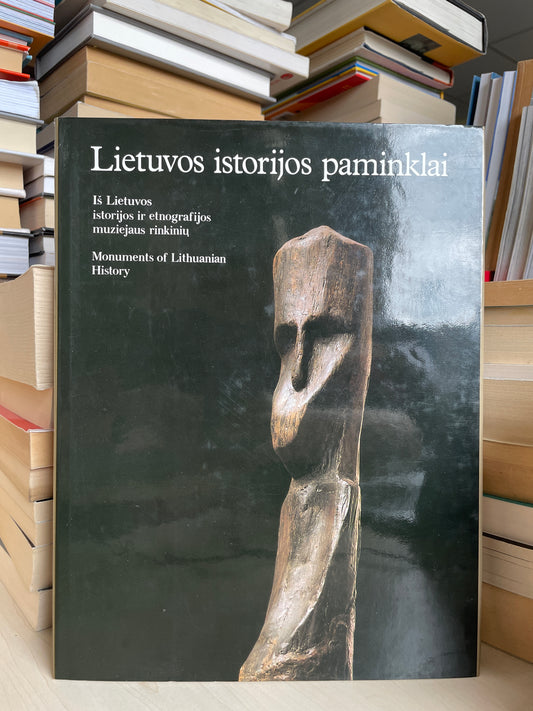 Lietuvos istorijos paminklai
Iš Lietuvos
istorijos ir etnografijos
muziejaus rinkinių
Monuments of Lithuanian
History